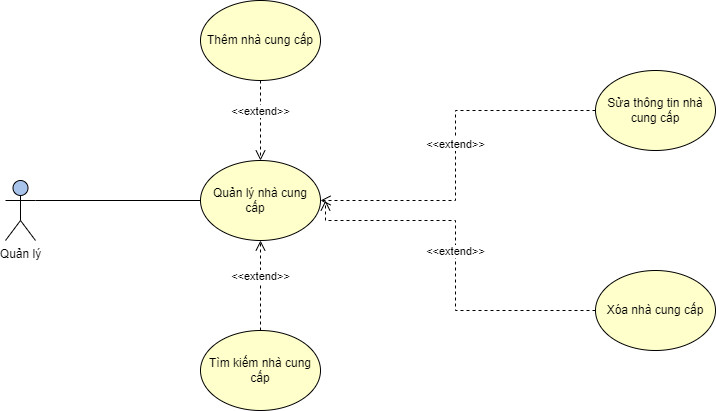 Thêm nhà cung cấp
<<extend>>
Sửa thông tin nhà
cung cấp
<<extend>>
Quản lý nhà cung
cấp
Quản lý
<<extend>>
<<extend>>
Xóa nhà cung cấp
Tìm kiếm nhà cung
cấp